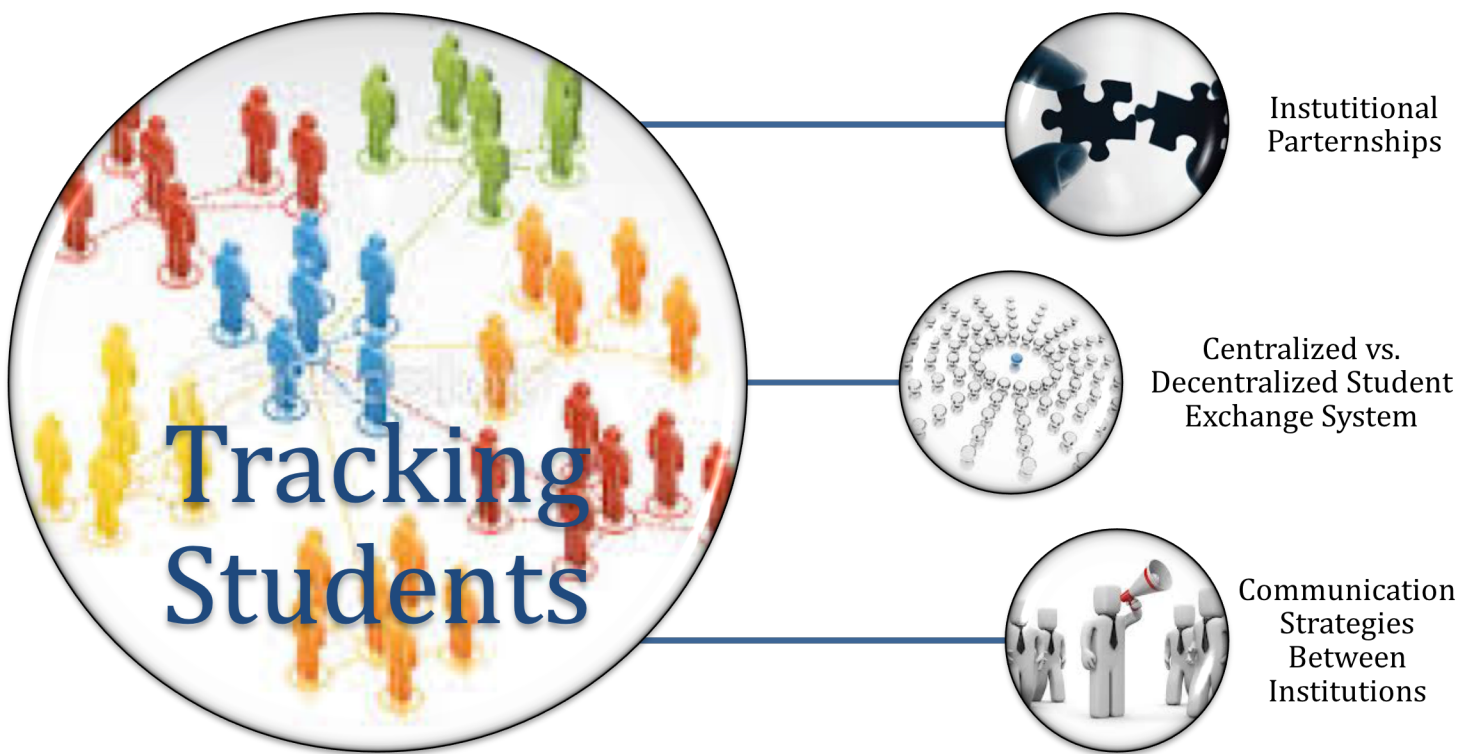 Tracking
Students
Instutitional
Parternships
Centralized vs.
Decentralized Student
Exchange System
Communication
Strategies
Between
Institutions